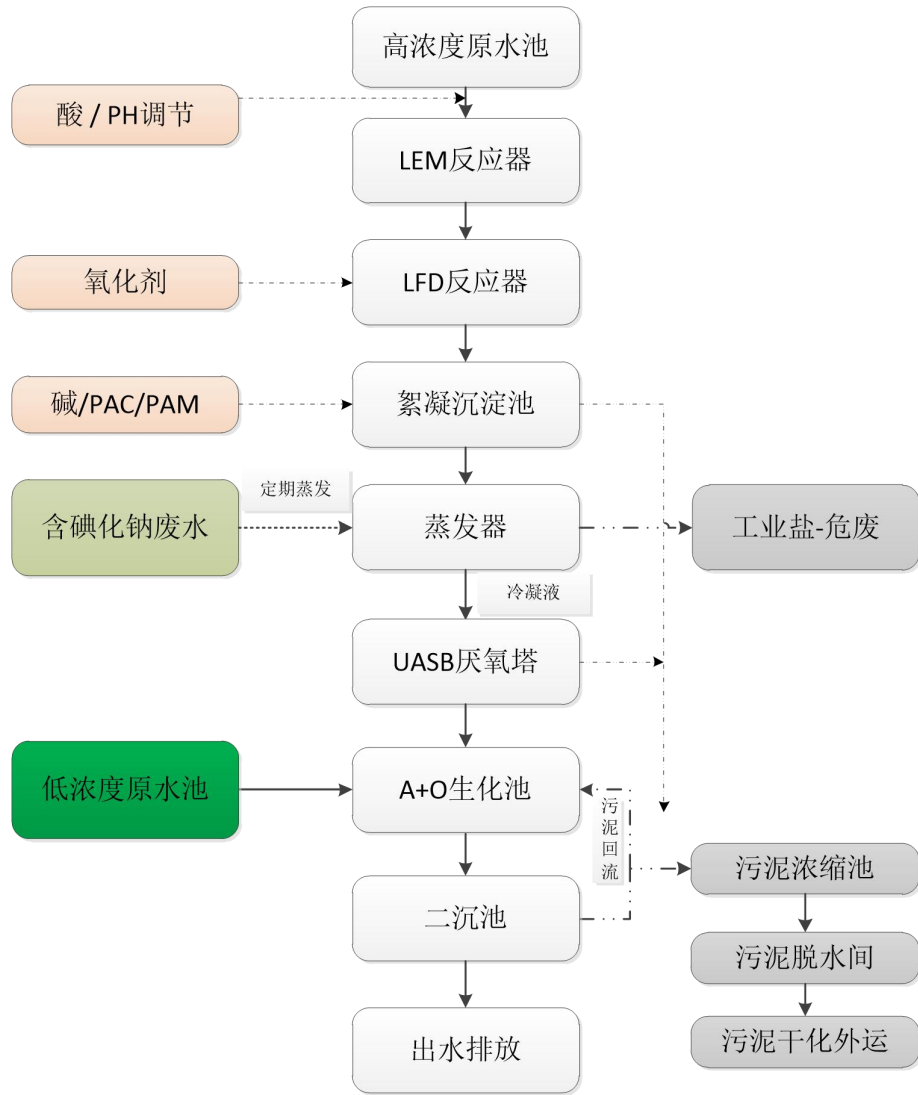 高浓度原水池
酸 / PH调节
LEM反应器
氧化剂
LFD反应器
碱/PAC/PAM
絮凝沉淀池
含碘化钠废水
定期蒸发
蒸发器
工业盐-危废
冷凝液
UASB厌氧塔
低浓度原水池
A+O生化池
污泥回流
污泥浓缩池
二沉池
污泥脱水间
出水排放
污泥干化外运